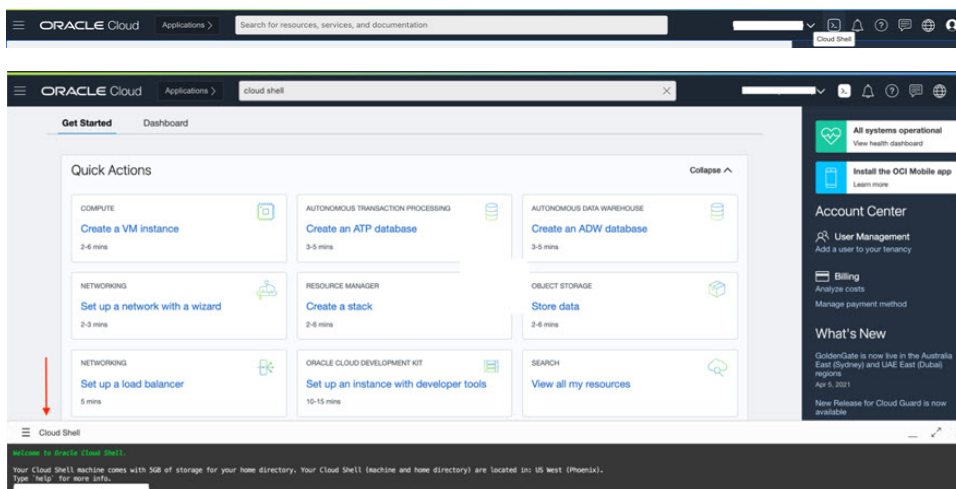 ORACLE Cloud Applications > Search for resources, services, and documentation
Cloud Shell
ORACLE Cloud Applications > cloud shell
Get Started Dashboard
Quick Actions Collapse
COMPUTE
Create a VM instance
2-6 mins
AUTONOMOUS TRANSACTION PROCESSING
Create an ATP database
3-5 mins
AUTONOMOUS DATA WAREHOUSE
Create an ADW database
3-5 mins
NETWORKING
Set up a network with a wizard
2-3 mins
RESOURCE MANAGER
Create a stack
2-6 mins
OBJECT STORAGE
Store data
2-6 mins
NETWORKING
Set up a load balancer
5 mins
ORACLE CLOUD DEVELOPMENT KIT
Set up an instance with developer tools
10-15 mins
SEARCH
View all my resources
All systems operational
View health dashboard
Install the OCI Mobile app
Learn more
Account Center
User Management
Add a user to your tenancy
Billing
Analyze costs
Manage payment method
What's New
GoldenGate is now live in the Australia
East (Sydney) and UAE East (Dubai)
regions
Apr 5, 2021
New Release for Cloud Guard is now
available
Cloud Shell
Welcome to Oracle Cloud Shell.
Your Cloud Shell machine comes with 5GB of storage for your home directory. Your Cloud Shell (machine and home directory) are located in: US West (Phoenix).
Type `help` for more info.